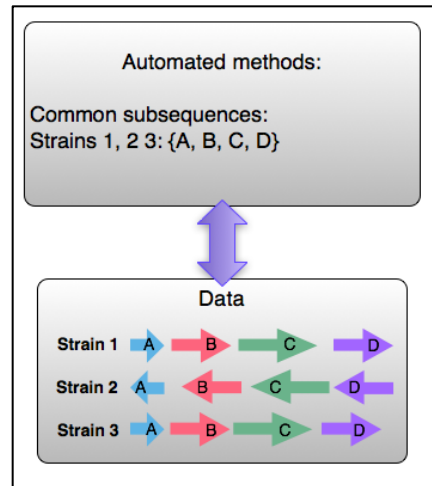 Automated methods:
Common subsequences:
Strains 1, 2 3: {A, B, C, D}
Data
Strain 1 A B C D
Strain 2 A B C D
Strain 3 A B C D